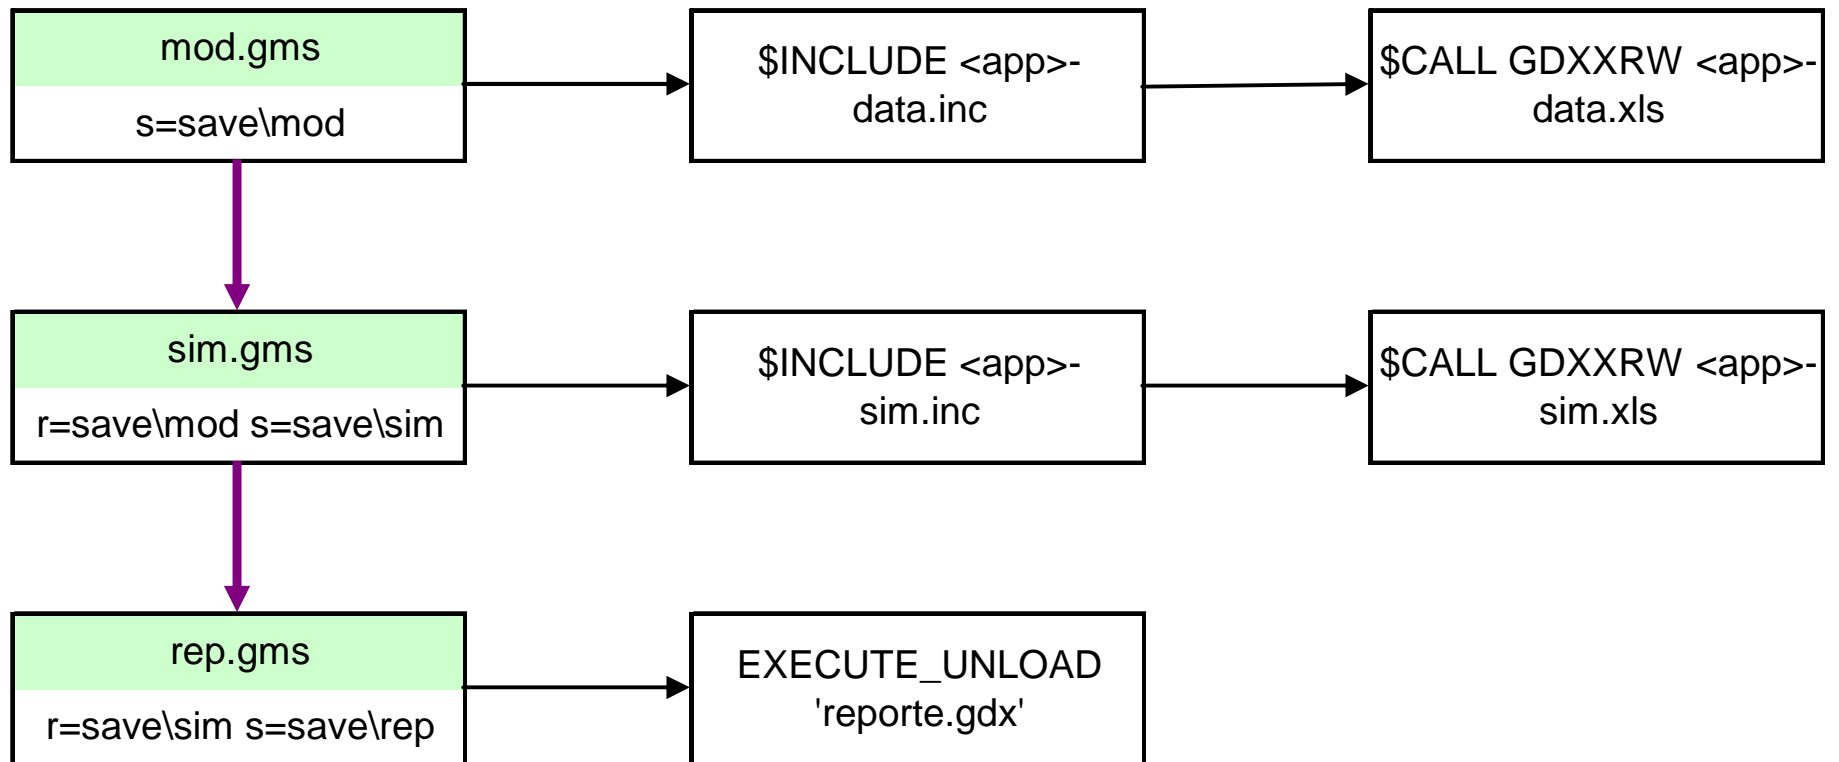 mod.gms
s=save\mod
$INCLUDE <app>-
data.inc
$CALL GDXXRW <app>-
data.xls
sim.gms
r=save\mod s=save\sim
$INCLUDE <app>-
sim.inc
$CALL GDXXRW <app>-
sim.xls
rep.gms
r=save\sim s=save\rep
EXECUTE_UNLOAD
'reporte.gdx'